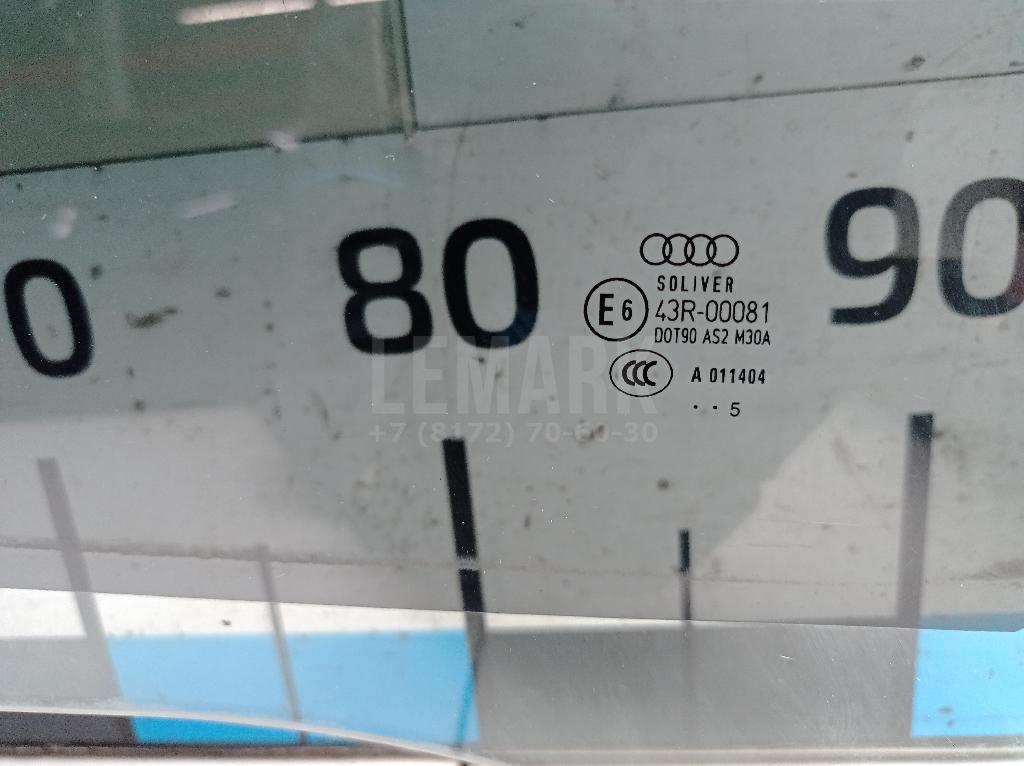 0 80 90
SOLIVER
E6 43R-00081
DOT90 AS2 M30A
CCC A 011404
. . 5
LEMARK
+7 (8172) 70-60-30